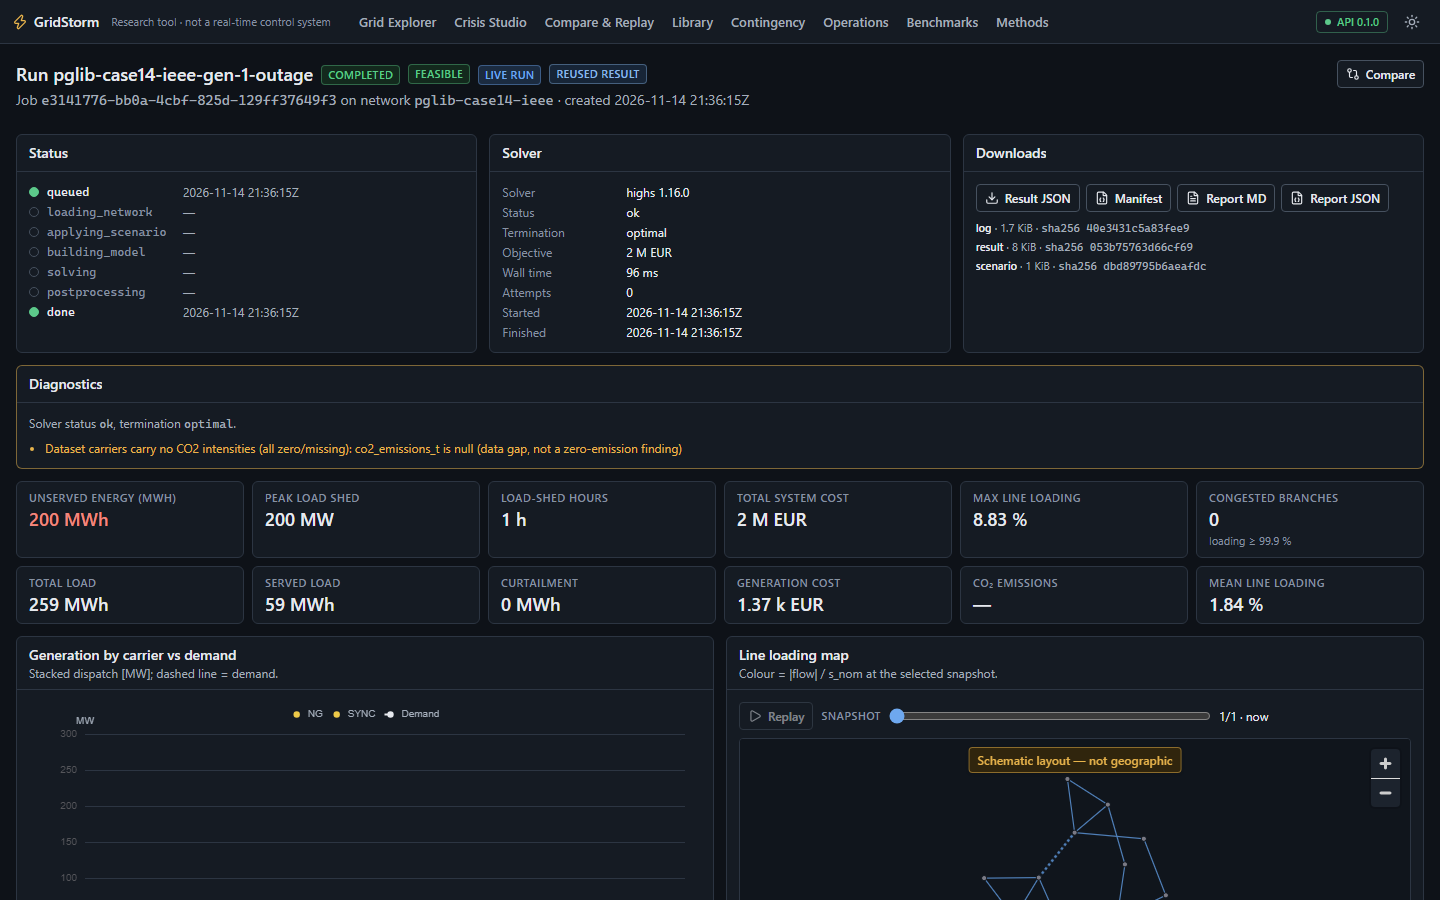 GridStorm Research tool · not a real-time control system Grid Explorer Crisis Studio Compare & Replay Library Contingency Operations Benchmarks Methods API 0.1.0
Run pglib-case14-ieee-gen-1-outage COMPLETED FEASIBLE LIVE RUN REUSED RESULT Compare
Job e3141776-bb0a-4cbf-825d-129ff37649f3 on network pglib-case14-ieee · created 2026-11-14 21:36:15Z
Status
queued 2026-11-14 21:36:15Z
loading_network —
applying_scenario —
building_model —
solving —
postprocessing —
done 2026-11-14 21:36:15Z
Solver
Solver highs 1.16.0
Status ok
Termination optimal
Objective 2 M EUR
Wall time 96 ms
Attempts 0
Started 2026-11-14 21:36:15Z
Finished 2026-11-14 21:36:15Z
Downloads
Result JSON Manifest Report MD Report JSON
log · 1.7 KiB · sha256 40e3431c5a83fee9
result · 8 KiB · sha256 053b75763d66cf69
scenario · 1 KiB · sha256 dbd89795b6aeafdc
Diagnostics
Solver status ok, termination optimal.
• Dataset carriers carry no CO2 intensities (all zero/missing): co2_emissions_t is null (data gap, not a zero-emission finding)
UNSERVED ENERGY (MWH)
200 MWh
PEAK LOAD SHED
200 MW
LOAD-SHED HOURS
1 h
TOTAL SYSTEM COST
2 M EUR
MAX LINE LOADING
8.83 %
CONGESTED BRANCHES
0
loading ≥ 99.9 %
TOTAL LOAD
259 MWh
SERVED LOAD
59 MWh
CURTAILMENT
0 MWh
GENERATION COST
1.37 k EUR
CO₂ EMISSIONS
—
MEAN LINE LOADING
1.84 %
Generation by carrier vs demand
Stacked dispatch [MW]; dashed line = demand.
NG SYNC Demand
MW
300
250
200
150
100
Line loading map
Colour = |flow| / s_nom at the selected snapshot.
Replay SNAPSHOT 1/1 · now
Schematic layout — not geographic
+
−